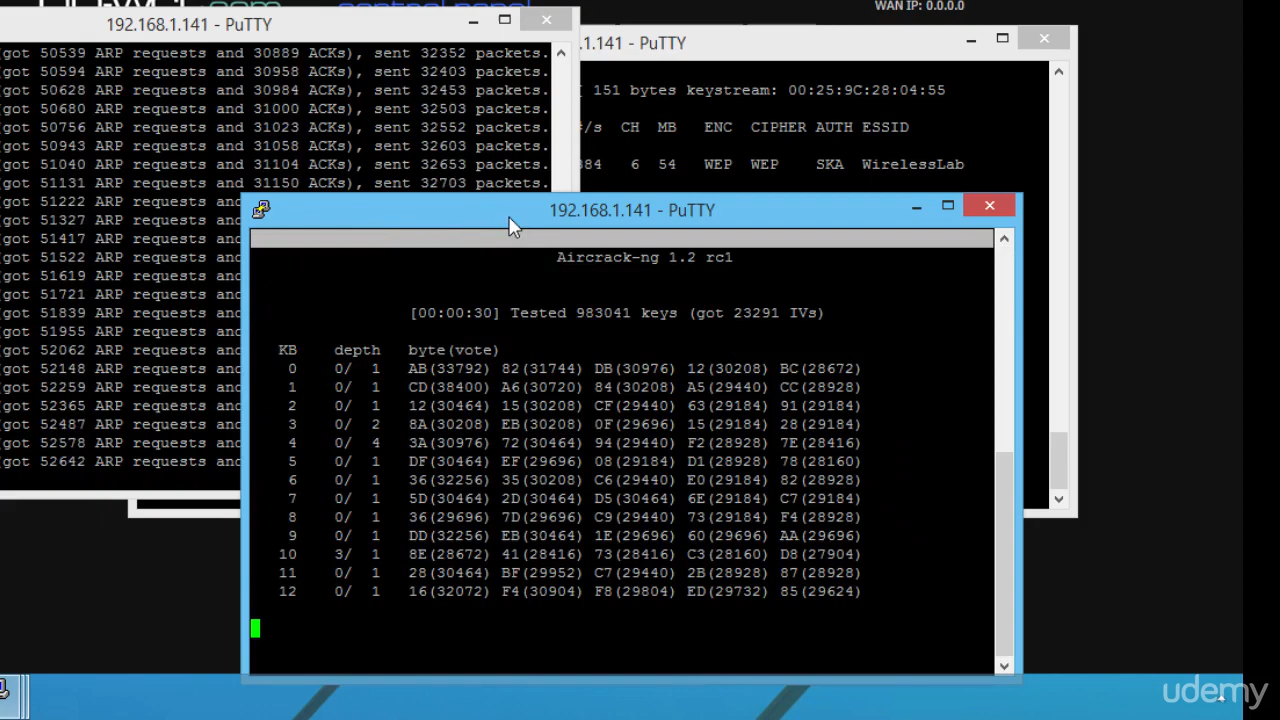 control panel
WAN IP: 0.0.0.0
192.168.1.141 - PuTTY
got 50539 ARP requests and 30889 ACKs), sent 32352 packets.
got 50594 ARP requests and 30958 ACKs), sent 32403 packets.
got 50628 ARP requests and 30984 ACKs), sent 32453 packets.
got 50680 ARP requests and 31000 ACKs), sent 32503 packets.
got 50756 ARP requests and 31023 ACKs), sent 32552 packets.
got 50943 ARP requests and 31058 ACKs), sent 32603 packets.
got 51040 ARP requests and 31104 ACKs), sent 32653 packets.
got 51131 ARP requests and 31150 ACKs), sent 32703 packets.
got 51222 ARP requests and
got 51327 ARP requests and
got 51417 ARP requests and
got 51522 ARP requests and
got 51619 ARP requests and
got 51721 ARP requests and
got 51839 ARP requests and
got 51955 ARP requests and
got 52062 ARP requests and
got 52148 ARP requests and
got 52259 ARP requests and
got 52365 ARP requests and
got 52487 ARP requests and
got 52578 ARP requests and
got 52642 ARP requests and
.1.141 - PuTTY
[ 151 bytes keystream: 00:25:9C:28:04:55
#/s CH MB ENC CIPHER AUTH ESSID
384 6 54 WEP WEP SKA WirelessLab
192.168.1.141 - PuTTY
Aircrack-ng 1.2 rc1
[00:00:30] Tested 983041 keys (got 23291 IVs)
KB depth byte(vote)
0 0/ 1 AB(33792) 82(31744) DB(30976) 12(30208) BC(28672)
1 0/ 1 CD(38400) A6(30720) 84(30208) A5(29440) CC(28928)
2 0/ 1 12(30464) 15(30208) CF(29440) 63(29184) 91(29184)
3 0/ 2 8A(30208) EB(30208) 0F(29696) 15(29184) 28(29184)
4 0/ 4 3A(30976) 72(30464) 94(29440) F2(28928) 7E(28416)
5 0/ 1 DF(30464) EF(29696) 08(29184) D1(28928) 78(28160)
6 0/ 1 36(32256) 35(30208) C6(29440) E0(29184) 82(28928)
7 0/ 1 5D(30464) 2D(30464) D5(30464) 6E(29184) C7(29184)
8 0/ 1 36(29696) 7D(29696) C9(29440) 73(29184) F4(28928)
9 0/ 1 DD(32256) EB(30464) 1E(29696) 60(29696) AA(29696)
10 3/ 1 8E(28672) 41(28416) 73(28416) C3(28160) D8(27904)
11 0/ 1 28(30464) BF(29952) C7(29440) 2B(28928) 87(28928)
12 0/ 1 16(32072) F4(30904) F8(29804) ED(29732) 85(29624)
udemy